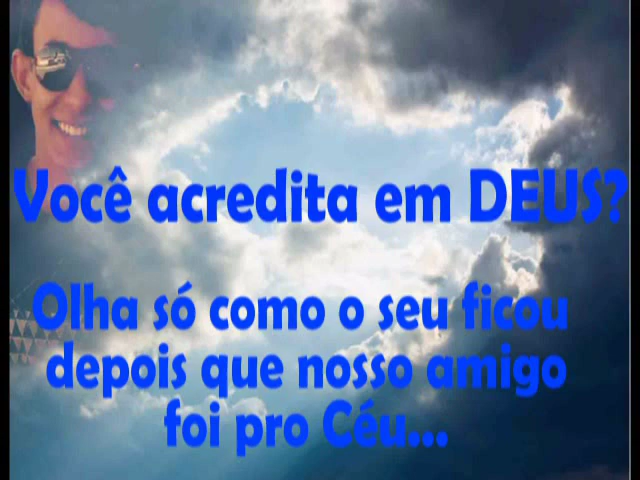 Você acredita em DEUS?
Olha só como o seu ficou
depois que nosso amigo
foi pro Céu...